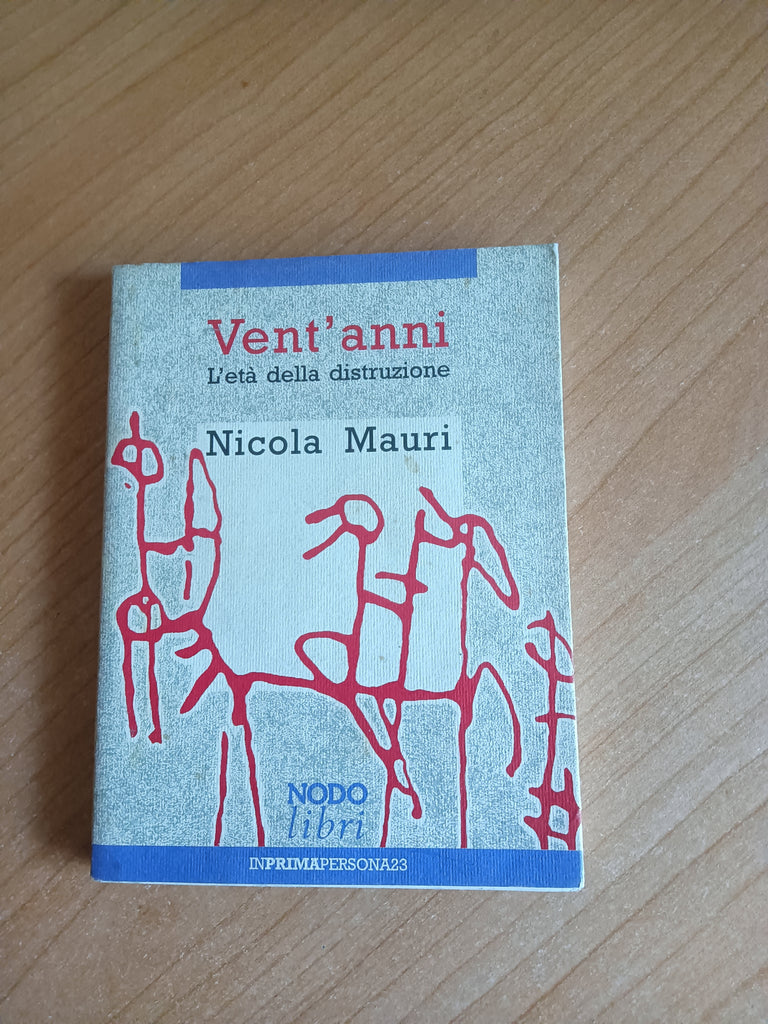 Vent'anni
L'età della distruzione
Nicola Mauri
NODO
libri
INPRIMAPERSONA23